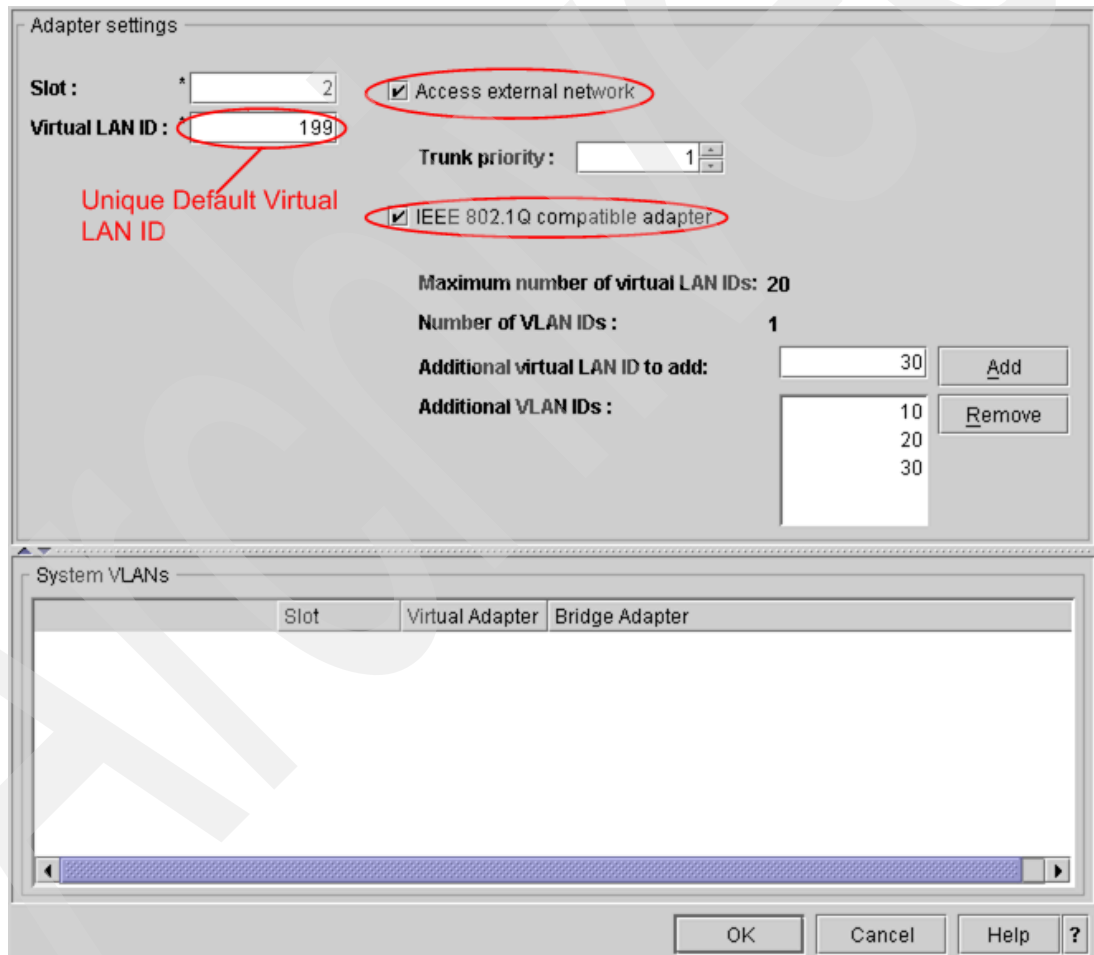 Adapter settings
Slot : * 2
Access external network
Virtual LAN ID : * 199
Trunk priority : 1
Unique Default Virtual
LAN ID
IEEE 802.1Q compatible adapter
Maximum number of virtual LAN IDs: 20
Number of VLAN IDs : 1
Additional virtual LAN ID to add: 30 Add
Additional VLAN IDs : 10 Remove
20
30
System VLANs
Slot Virtual Adapter Bridge Adapter
OK Cancel Help ?